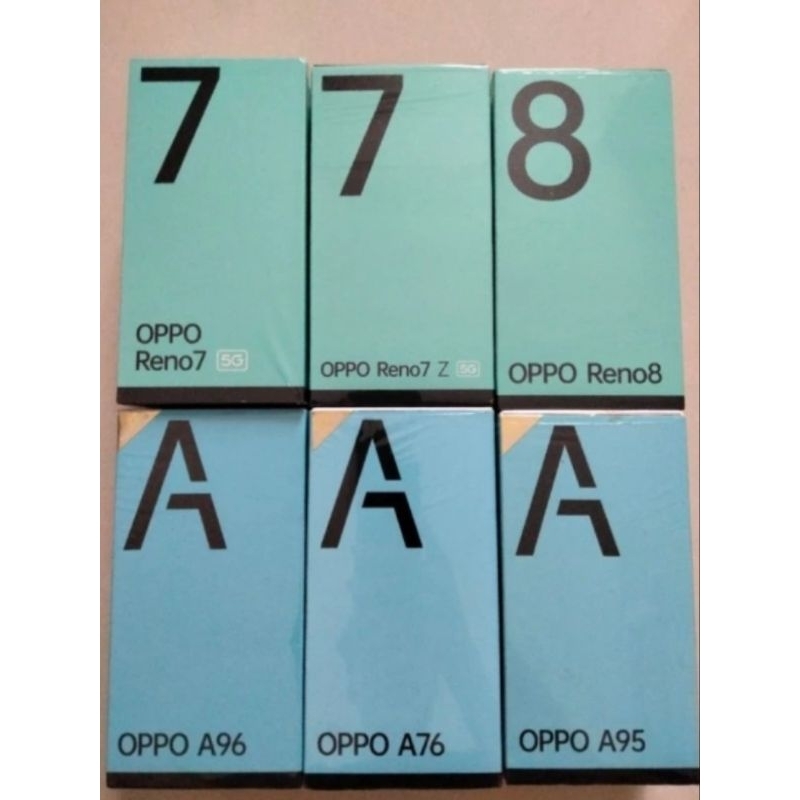 7
OPPO
Reno7 5G
7
OPPO Reno7 Z 5G
8
OPPO Reno8
A
OPPO A96
A
OPPO A76
A
OPPO A95